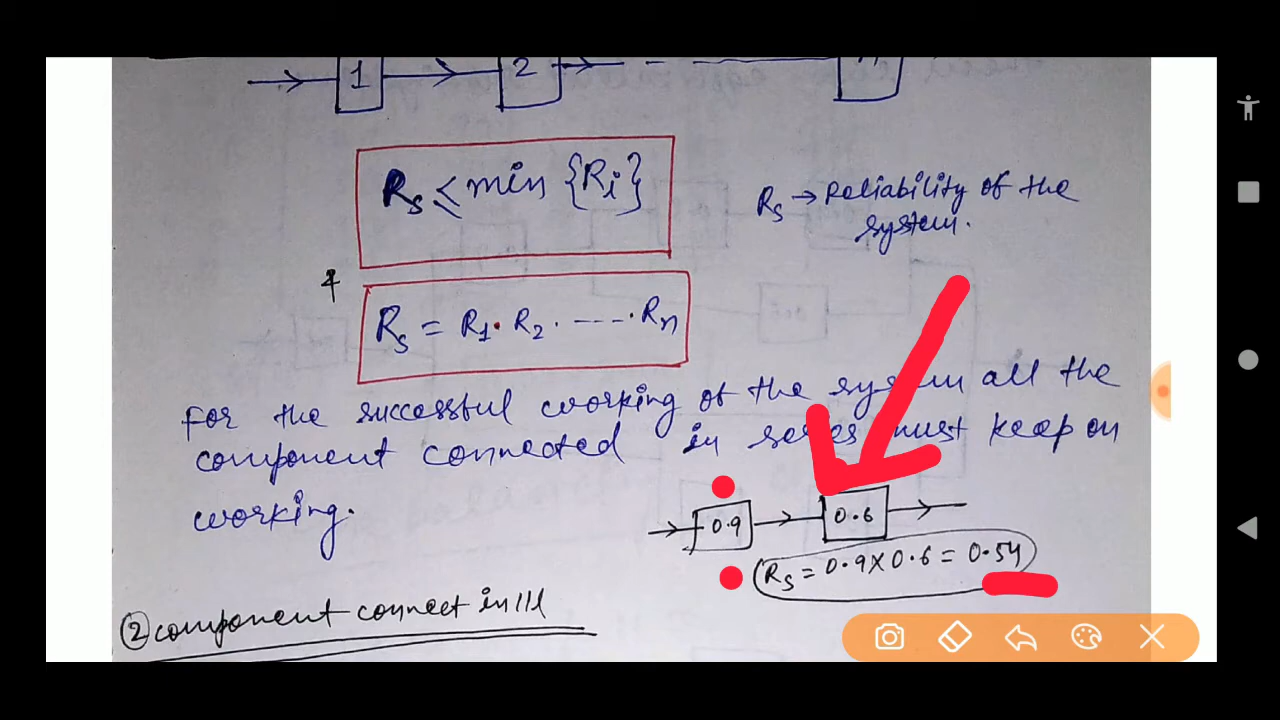 1 2 n
Rs ≤ min {Ri}
Rs → Reliability of the
system.
4
Rs = R1 · R2 · ---- · Rn
For the successful working of the system all the
component connected in series must keep on
working.
0.9 0.6
Rs = 0.9 × 0.6 = 0.54
② component connect in 111